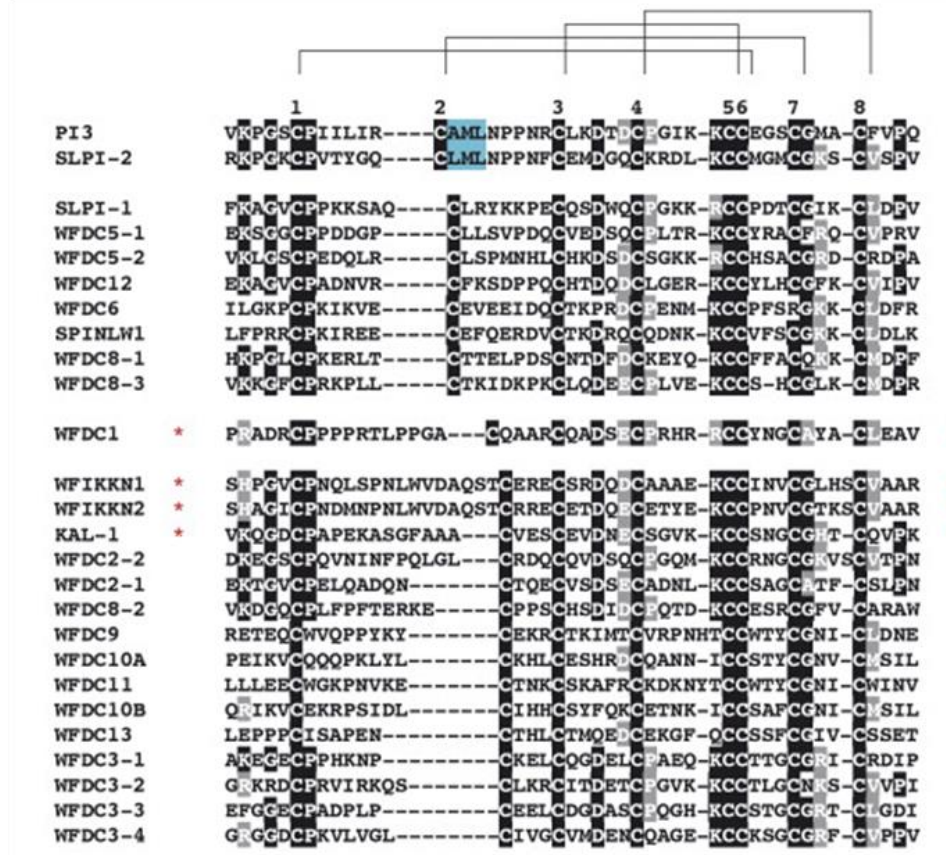 1 2 3 4 56 7 8
PI3 VKPGSCPIILIR----CAMLNPPNRCLKDTDCPGIK-KCCEGSCGMA-CFVPQ
SLPI-2 RKPGKCPVTYGQ----CLMLNPPNFCEMDGQCKRDL-KCCMGMCGKS-CVSPV
SLPI-1 FKAGVCPPKKSAQ----CLRYKKPECQSDWQCPGKK-RCCPDTCGIK-CLDPV
WFDC5-1 EKSGGCPPDDGP-----CLLSVPDQCVEDSQCPLTR-KCCYRACFRQ-CVPRV
WFDC5-2 VKLGSCPEDQLR-----CLSPMNHLCHKDSDCSGKK-RCCHSACGRD-CRDPA
WFDC12 EKAGVCPADNVR-----CFKSDPPQCHTDQDCLGER-KCCYLHCGFK-CVIPV
WFDC6 ILGKPCPKIKVE-----CEVEEIDQCTKPRDCPENM-KCCPFSRGKK-CLDFR
SPINLW1 LFPRRCPKIREE-----CEFQERDVCTKDRQCQDNK-KCCVFSCGKK-CLDLK
WFDC8-1 HKPGLCPKERLT-----CTTELPDSCNTDFDCKEYQ-KCCFFACQKK-CMDPF
WFDC8-3 VKKGFCPRKPLL-----CTKIDKPKCLQDEECPLVE-KCCS-HCGLK-CMDPR
WFDC1 * PRADRCPPPPRTLPPGA---CQAARCQADSECPRHR-RCCYNGCAYA-CLEAV
WFIKKN1 * SHPGVCPNQLSPNLWVDAQSTCERECSRDQDCAAAE-KCCINVCGLHSCVAAR
WFIKKN2 * SHAGICPNDMNPNLWVDAQSTCRRECETDQECETYE-KCCPNVCGTKSCVAAR
KAL-1 * VKQGDCPAPEKASGFAAA---CVESCEVDNECSGVK-KCCSNGCGHT-CQVPK
WFDC2-2 DKEGSCPQVNINFPQLGL---CRDQCQVDSQCPGQM-KCCRNGCGKVSCVTPN
WFDC2-1 EKTGVCPELQADQN-------CTQECVSDSECADNL-KCCSAGCATF-CSLPN
WFDC8-2 VKDGQCPLFPFTERKE-----CPPSCHSDIDCPQTD-KCCESRCGFV-CARAW
WFDC9 RETEQCWVQPPYKY-------CEKRCTKIMTCVRPNHTCCWTYCGNI-CLDNE
WFDC10A PEIKVCQQQPKLYL-------CKHLCESHRDCQANN-ICCSTYCGNV-CMSIL
WFDC11 LLLEECWGKPNVKE-------CTNKCSKAFRCKDKNYTCCWTYCGNI-CWINV
WFDC10B QRIKVCEKRPSIDL-------CIHHCSYFQKCETNK-ICCSAFCGNI-CMSIL
WFDC13 LEPPPCISAPEN---------CTHLCTMQEDCEKGF-QCCSSFCGIV-CSSET
WFDC3-1 AKEGECPPHKNP---------CKELCQGDELCPAEQ-KCCTTGCGRI-CRDIP
WFDC3-2 GRKRDCPRVIRKQS-------CLKRCITDETCPGVK-KCCTLGCNKS-CVVPI
WFDC3-3 EFGGECPADPLP---------CEELCDGDASCPQGH-KCCSTGCGRT-CLGDI
WFDC3-4 GRGGDCPKVLVGL--------CIVGCVMDENCQAGE-KCCKSGCGRF-CVPPV